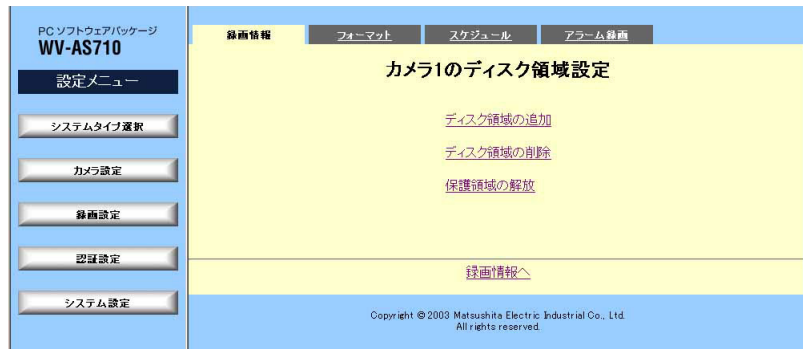 PC ソフトウェアパッケージ
WV-AS710
設定メニュー
システムタイプ選択
カメラ設定
録画設定
認証設定
システム設定
録画情報
フォーマット
スケジュール
アラーム録画
カメラ1のディスク領域設定
ディスク領域の追加
ディスク領域の削除
保護領域の解放
録画情報へ
Copyright © 2003 Matsushita Electric Industrial Co., Ltd.
All rights reserved.